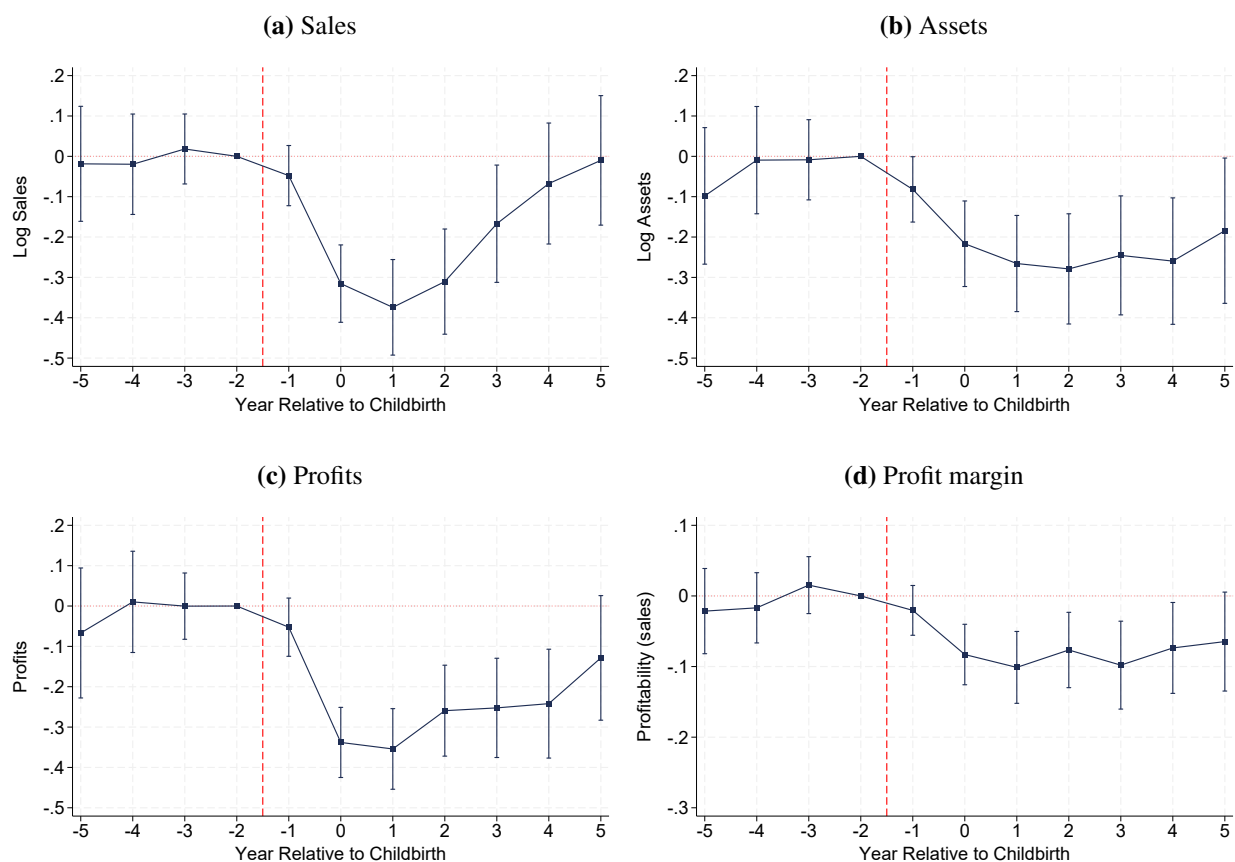 (a) Sales
.2
.1
0
-.1
-.2
-.3
-.4
-.5
Log Sales
-5 -4 -3 -2 -1 0 1 2 3 4 5
Year Relative to Childbirth
(b) Assets
.2
.1
0
-.1
-.2
-.3
-.4
-.5
Log Assets
-5 -4 -3 -2 -1 0 1 2 3 4 5
Year Relative to Childbirth
(c) Profits
.2
.1
0
-.1
-.2
-.3
-.4
-.5
Profits
-5 -4 -3 -2 -1 0 1 2 3 4 5
Year Relative to Childbirth
(d) Profit margin
.1
0
-.1
-.2
-.3
Profitability (sales)
-5 -4 -3 -2 -1 0 1 2 3 4 5
Year Relative to Childbirth